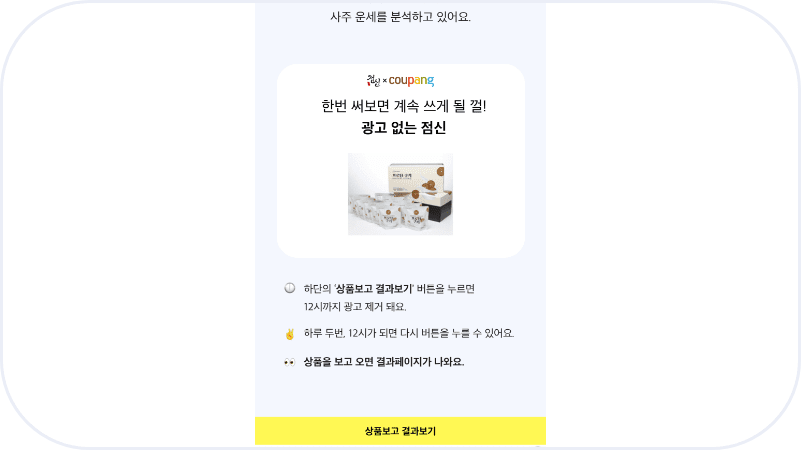 사주 운세를 분석하고 있어요.
점신 × coupang
한번 써보면 계속 쓰게 될 껄!
광고 없는 점신
하단의 '상품보고 결과보기' 버튼을 누르면
12시까지 광고 제거 돼요.
하루 두번, 12시가 되면 다시 버튼을 누를 수 있어요.
상품을 보고 오면 결과페이지가 나와요.
상품보고 결과보기